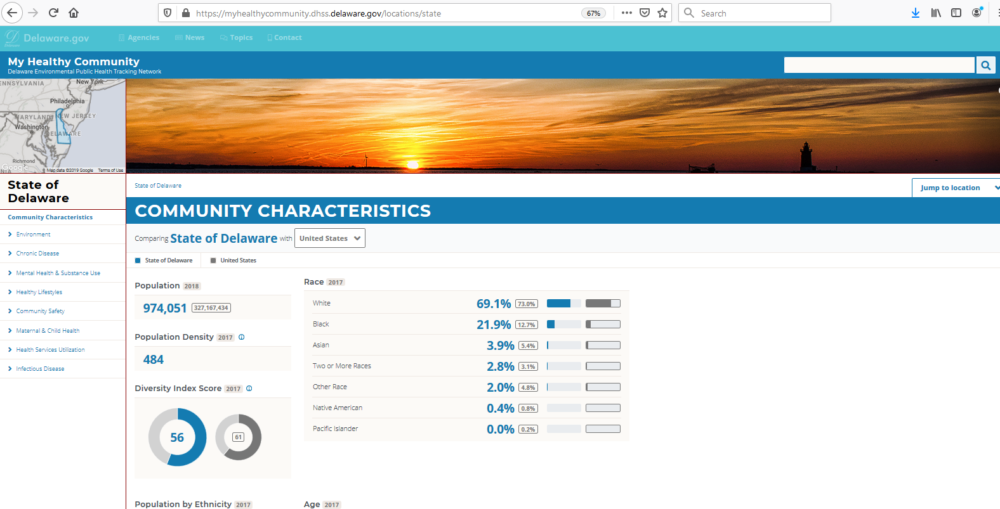 https://myhealthycommunity.dhss.delaware.gov/locations/state
67%
Search
Delaware.gov
Agencies
News
Topics
Contact
My Healthy Community
Delaware Environmental Public Health Tracking Network
ENNSYLVANIA
New York
Philadelphia
MARYLAND
NEW JERSEY
Washington
DELAWARE
Richmond
Google
NIA
Map data ©2019 Google
Terms of Use
State of
Delaware
Community Characteristics
Environment
Chronic Disease
Mental Health & Substance Use
Healthy Lifestyles
Community Safety
Maternal & Child Health
Health Services Utilization
Infectious Disease
State of Delaware
Jump to location
COMMUNITY CHARACTERISTICS
Comparing State of Delaware with United States
State of Delaware
United States
Population 2018
974,051 327,167,434
Population Density 2017
484
Diversity Index Score 2017
56
61
Race 2017
White 69.1% 73.0%
Black 21.9% 12.7%
Asian 3.9% 5.4%
Two or More Races 2.8% 3.1%
Other Race 2.0% 4.8%
Native American 0.4% 0.8%
Pacific Islander 0.0% 0.2%
Population by Ethnicity 2017
Age 2017